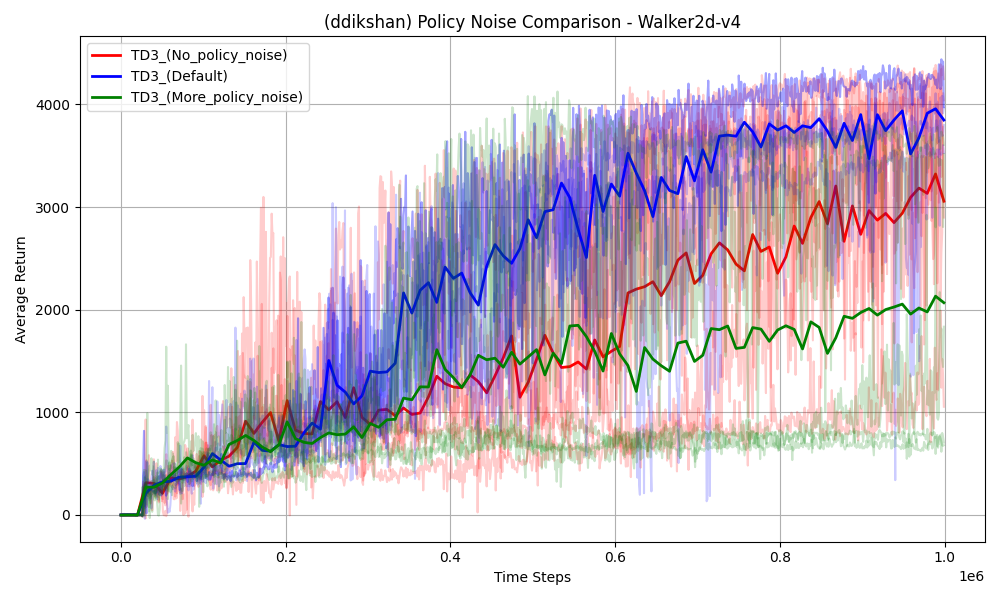 (ddikshan) Policy Noise Comparison - Walker2d-v4
TD3_(No_policy_noise)
TD3_(Default)
TD3_(More_policy_noise)
Average Return
4000
3000
2000
1000
0
0.0
0.2
0.4
0.6
0.8
1.0
1e6
Time Steps